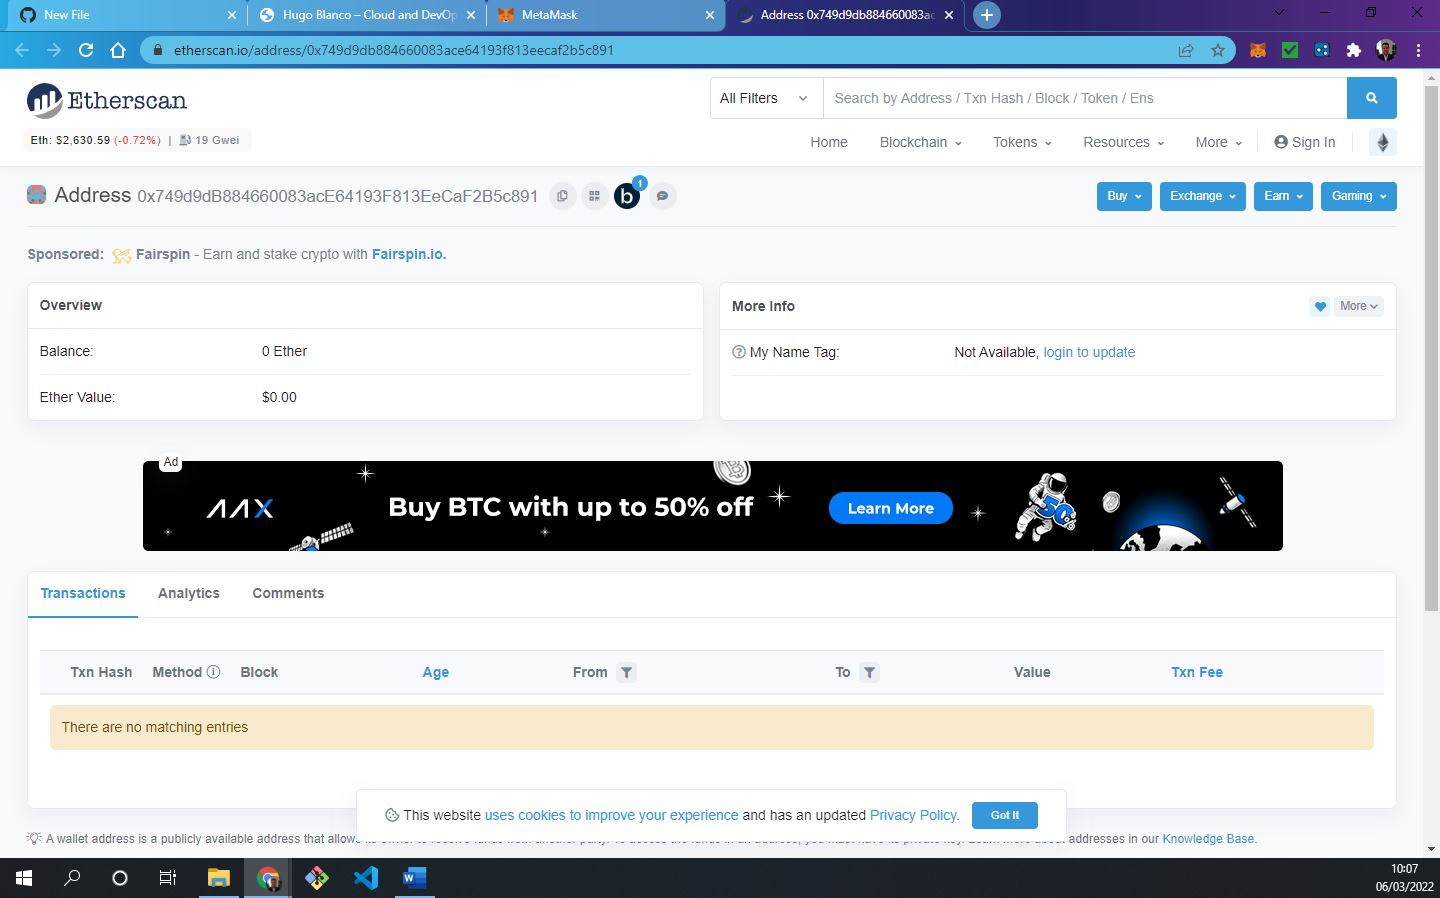 New File
Hugo Blanco – Cloud and DevOp
MetaMask
Address 0x749d9db884660083ac
etherscan.io/address/0x749d9db884660083ace64193f813eecaf2b5c891
Etherscan
All Filters
Search by Address / Txn Hash / Block / Token / Ens
Eth: $2,630.59 (-0.72%) | 19 Gwei
Home Blockchain Tokens Resources More Sign In
Address 0x749d9dB884660083acE64193F813EeCaF2B5c891
b 1
Buy Exchange Earn Gaming
Sponsored: Fairspin - Earn and stake crypto with Fairspin.io.
Overview
Balance: 0 Ether
Ether Value: $0.00
More Info
More
My Name Tag: Not Available, login to update
Ad
AAX
Buy BTC with up to 50% off
Learn More
50%
Transactions Analytics Comments
Txn Hash Method Block Age From To Value Txn Fee
There are no matching entries
This website uses cookies to improve your experience and has an updated Privacy Policy.
Got It
A wallet address is a publicly available address that allow
addresses in our Knowledge Base.
10:07
06/03/2022